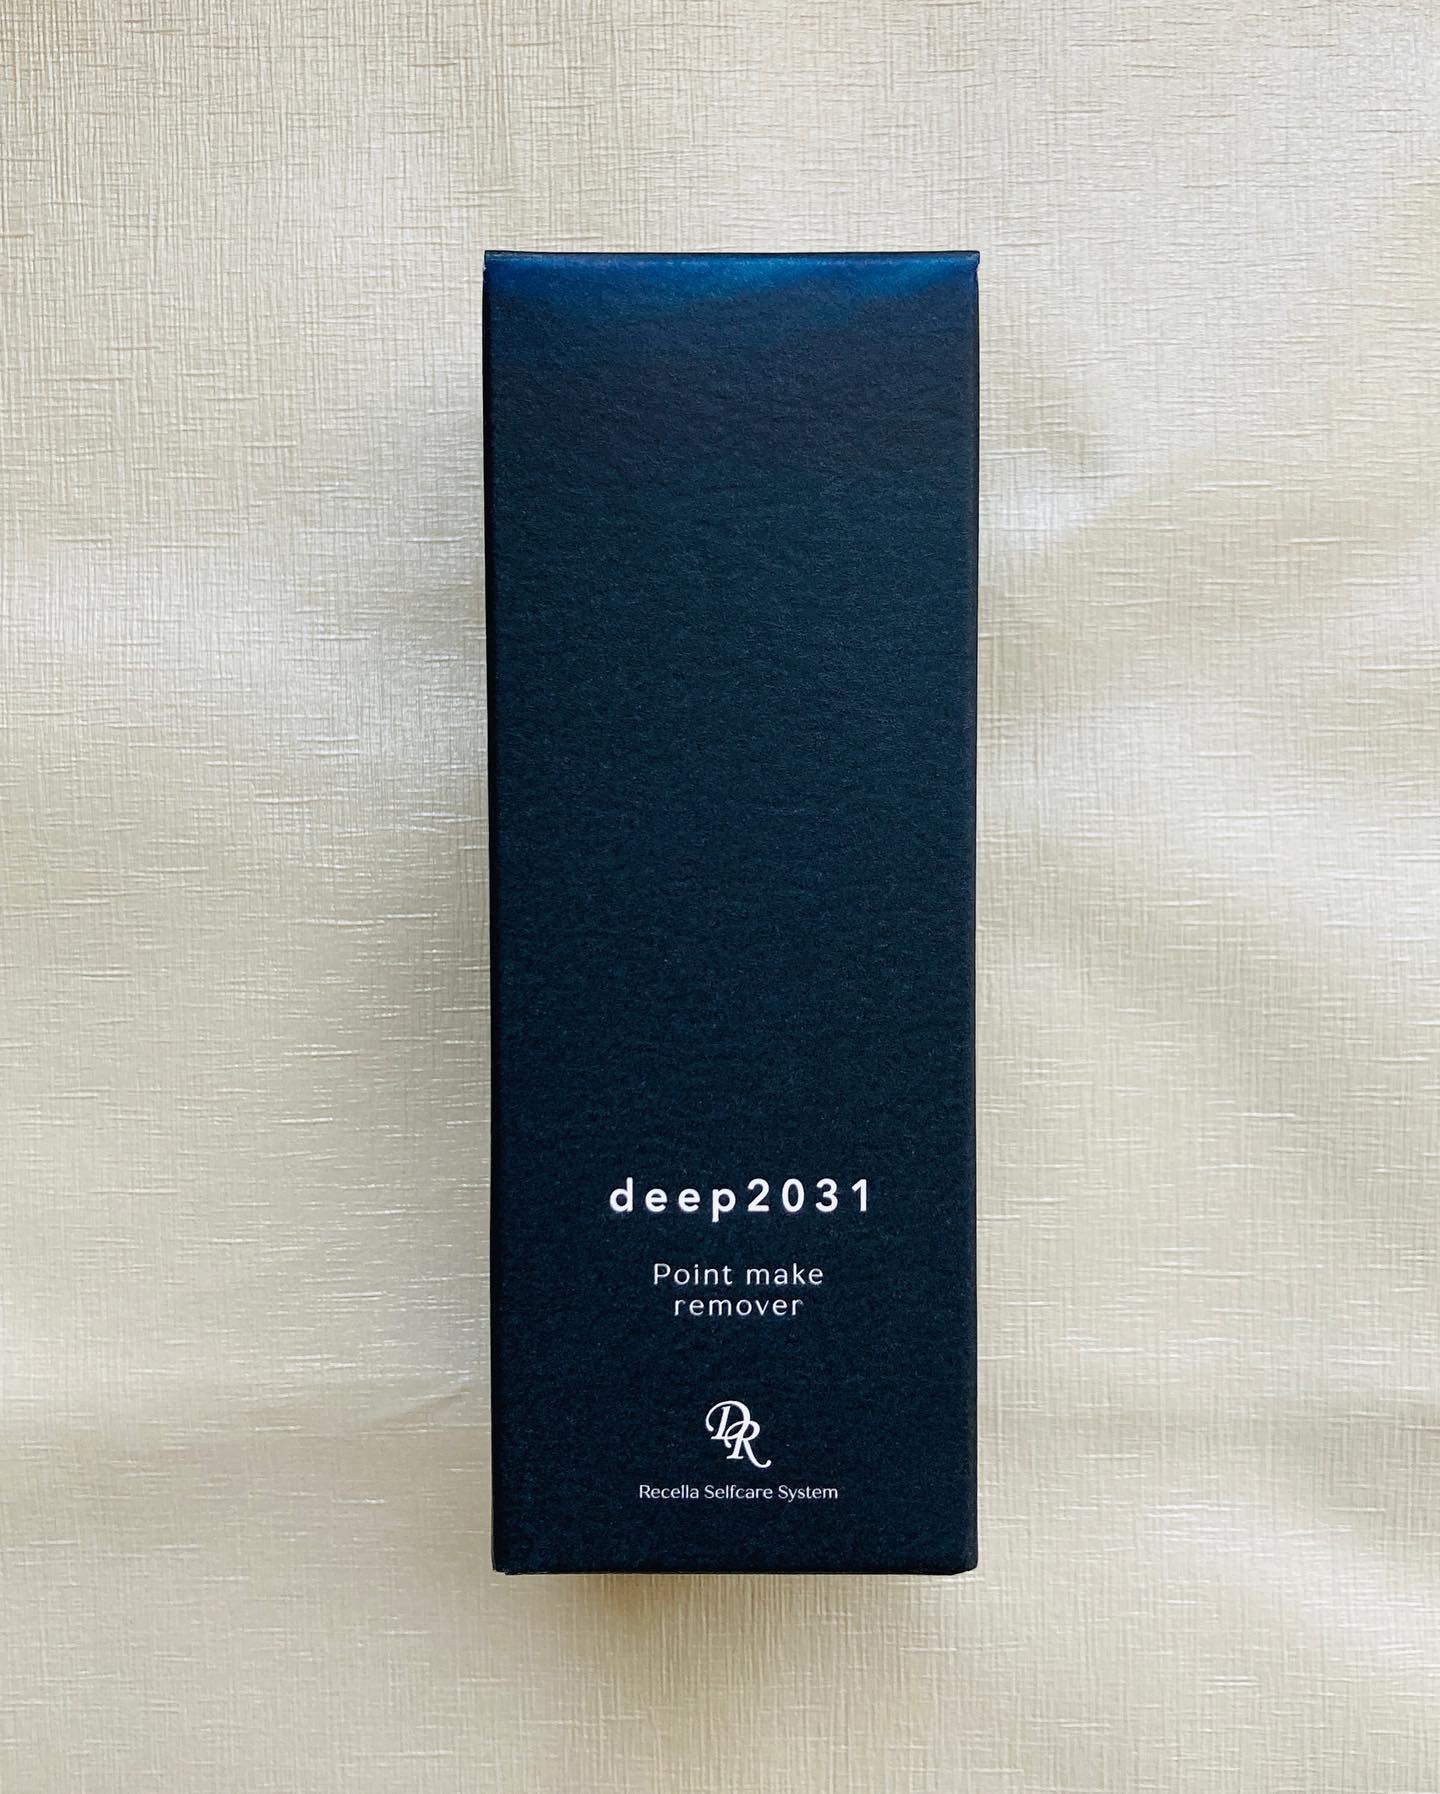 deep2031
Point make
remover
DR
Recella Selfcare System